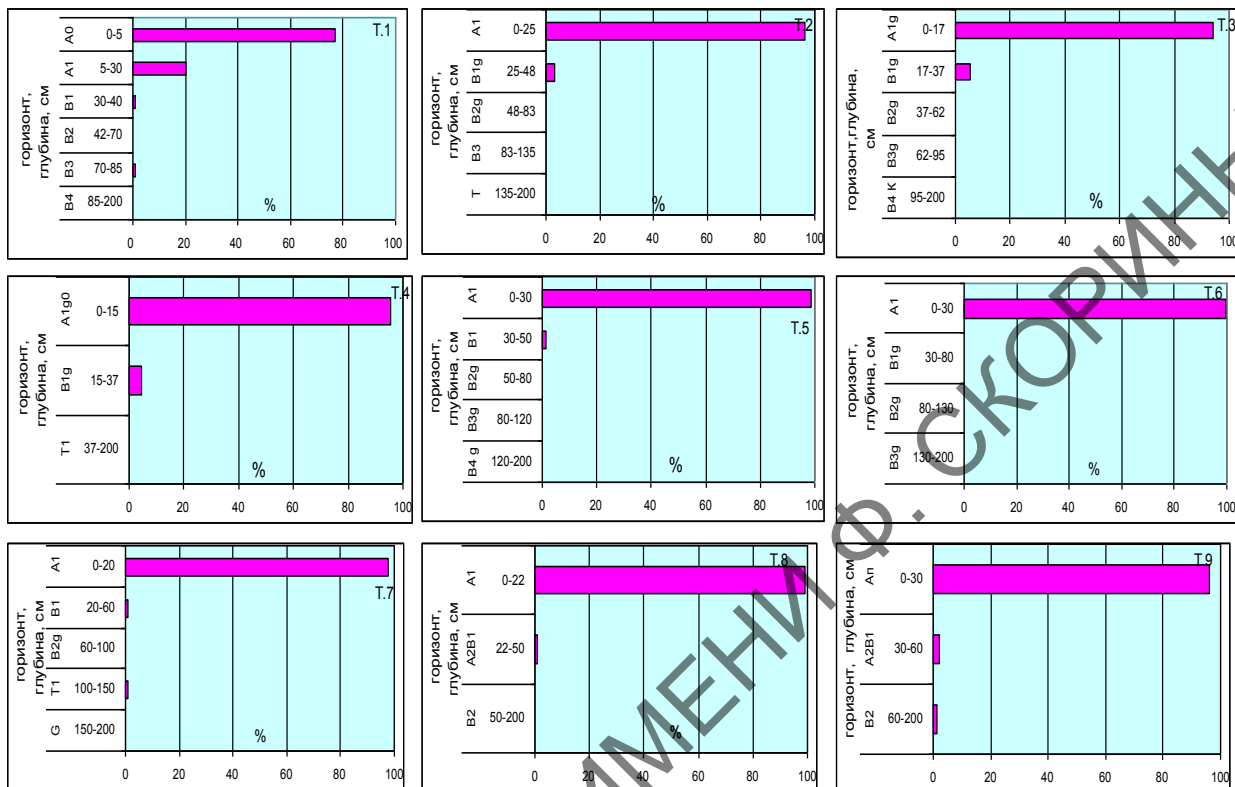 T.1
горизонт, глубина, см
A0 0-5
A1 5-30
B1 30-40
B2 42-70
B3 70-85
B4 85-200
%
0 20 40 60 80 100
T.2
горизонт, глубина, см
A1 0-25
B1g 25-48
B2g 48-83
B3 83-135
T 135-200
%
0 20 40 60 80 100
T.3
горизонт,глубина, см
A1g 0-17
B1g 17-37
B2g 37-62
B3g 62-95
B4 K 95-200
%
0 20 40 60 80 100
T.4
горизонт, глубина, см
A1g0 0-15
B1g 15-37
T1 37-200
%
0 20 40 60 80 100
T.5
горизонт, глубина, см
A1 0-30
B1 30-50
B2g 50-80
B3g 80-120
B4 g 120-200
%
0 20 40 60 80 100
T.6
горизонт, глубина, см
A1 0-30
B1g 30-80
B2g 80-130
B3g 130-200
%
0 20 40 60 80 100
T.7
горизонт, глубина, см
A1 0-20
B1 20-60
B2g 60-100
T1 100-150
G 150-200
%
0 20 40 60 80 100
T.8
горизонт, глубина, см
A1 0-22
A2B1 22-50
B2 50-200
%
0 20 40 60 80 100
T.9
горизонт, глубина, см
Ап 0-30
A2B1 30-60
B2 60-200
0 20 40 60 80 100
ИМЕНИ Ф. СКОРИНЫ